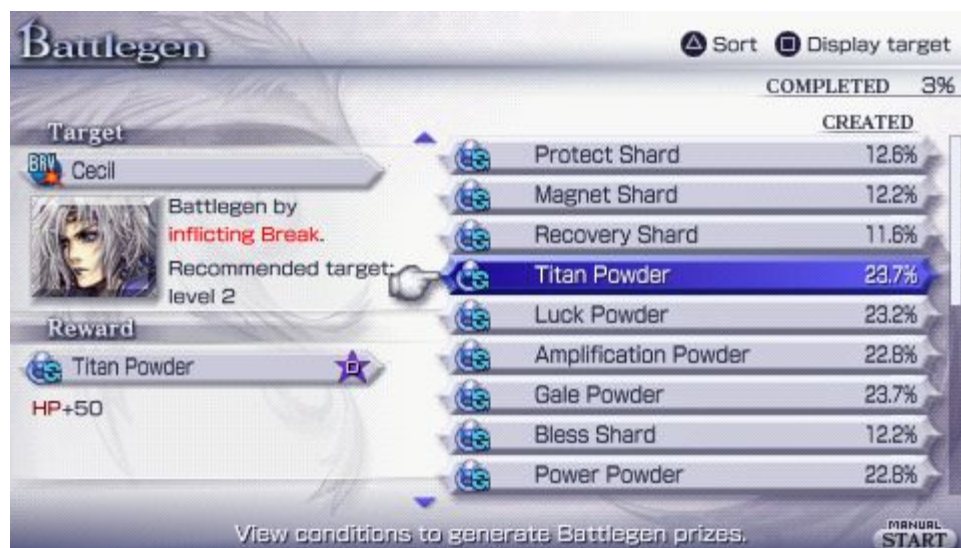 Battlegen
Sort Display target
COMPLETED 3%
CREATED
Target
BRV Cecil
Battlegen by
inflicting Break.
Recommended target:
level 2
Reward
Titan Powder
HP+50
Protect Shard 12.6%
Magnet Shard 12.2%
Recovery Shard 11.6%
Titan Powder 23.7%
Luck Powder 23.2%
Amplification Powder 22.8%
Gale Powder 23.7%
Bless Shard 12.2%
Power Powder 22.8%
View conditions to generate Battlegen prizes.
MANUAL
START